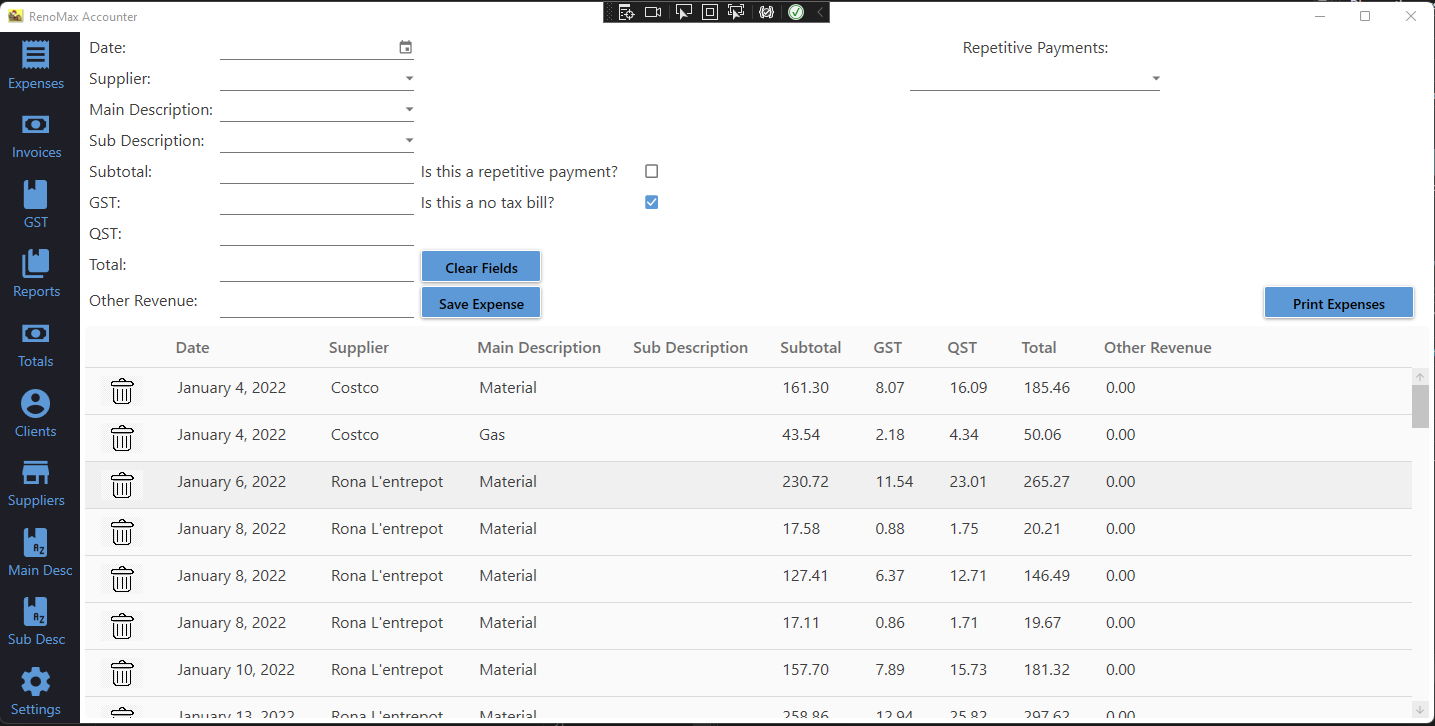 RenoMax Accounter
Expenses
Invoices
GST
Reports
Totals
Clients
Suppliers
Main Desc
Sub Desc
Settings
Date:
Supplier:
Main Description:
Sub Description:
Subtotal:
GST:
QST:
Total:
Other Revenue:
Is this a repetitive payment?
Is this a no tax bill?
Clear Fields
Save Expense
Repetitive Payments:
Print Expenses
Date Supplier Main Description Sub Description Subtotal GST QST Total Other Revenue
January 4, 2022 Costco Material 161.30 8.07 16.09 185.46 0.00
January 4, 2022 Costco Gas 43.54 2.18 4.34 50.06 0.00
January 6, 2022 Rona L'entrepot Material 230.72 11.54 23.01 265.27 0.00
January 8, 2022 Rona L'entrepot Material 17.58 0.88 1.75 20.21 0.00
January 8, 2022 Rona L'entrepot Material 127.41 6.37 12.71 146.49 0.00
January 8, 2022 Rona L'entrepot Material 17.11 0.86 1.71 19.67 0.00
January 10, 2022 Rona L'entrepot Material 157.70 7.89 15.73 181.32 0.00
January 13, 2022 Rona L'entrepot Material 258.86 12.94 25.82 297.62 0.00